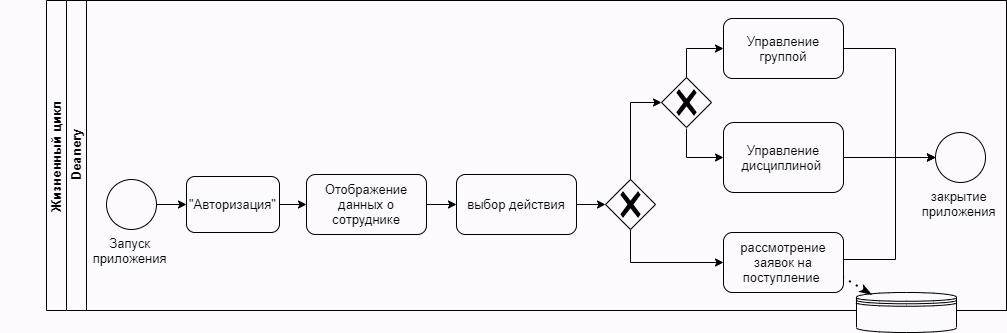 Жизненный цикл
Deanery
Запуск
приложения
"Авторизация"
Отображение
данных о
сотруднике
выбор действия
Управление
группой
Управление
дисциплиной
рассмотрение
заявок на
поступление
закрытие
приложения